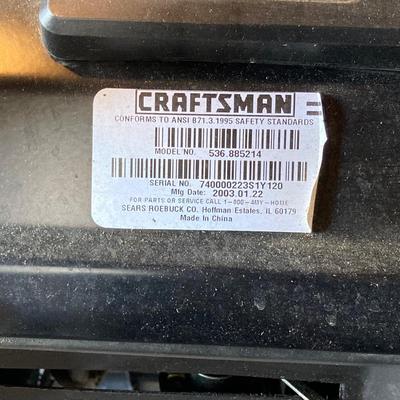 CRAFTSMAN
CONFORMS TO ANSI B71.3.1995 SAFETY STANDARDS
MODEL NO. 536.885214
SERIAL NO. 740000223S1Y120
Mfg Date: 2003.01.22
FOR PARTS OR SERVICE CALL 1-800-4MY-HOME
SEARS ROEBUCK CO. Hoffman Estates, IL 60179
Made In China